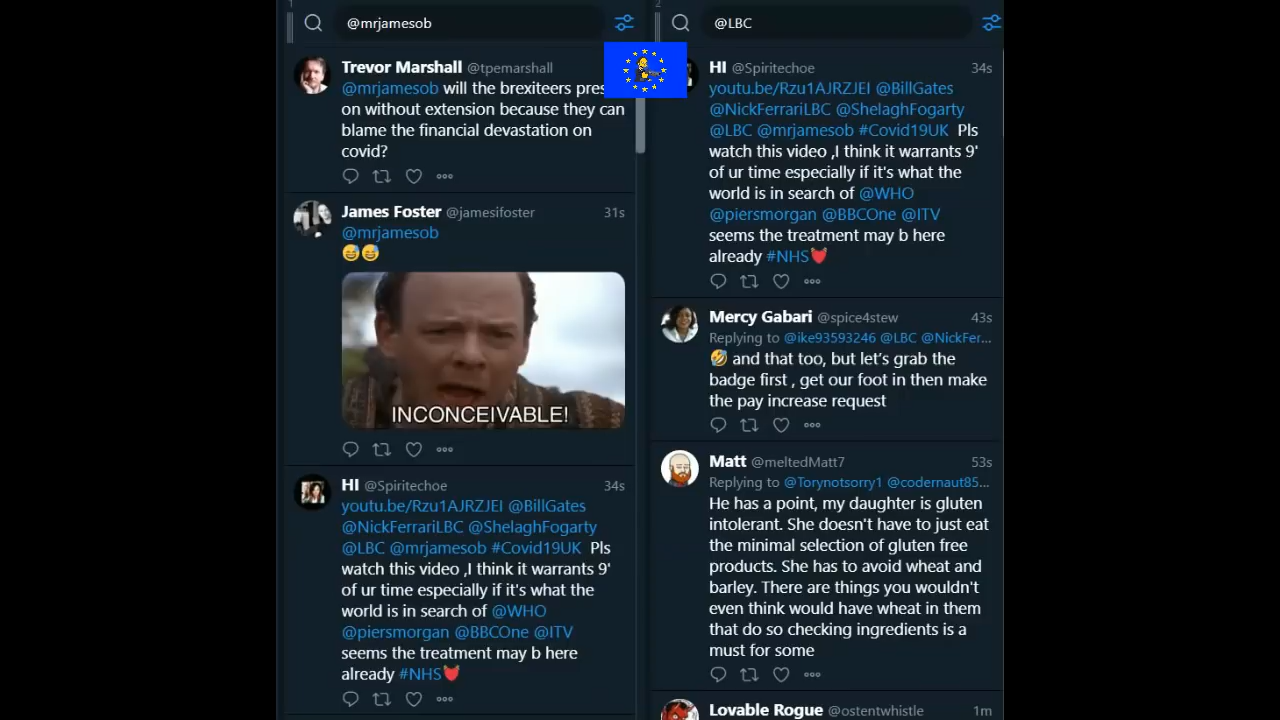 1
@mrjamesob
Trevor Marshall @tpemarshall
@mrjamesob will the brexiteers pres
on without extension because they can
blame the financial devastation on
covid?
James Foster @jamesifoster 31s
@mrjamesob
😅😅
INCONCEIVABLE!
HI @Spiritechoe 34s
youtu.be/Rzu1AJRZJEI @BillGates
@NickFerrariLBC @ShelaghFogarty
@LBC @mrjamesob #Covid19UK Pls
watch this video ,I think it warrants 9'
of ur time especially if it's what the
world is in search of @WHO
@piersmorgan @BBCOne @ITV
seems the treatment may b here
already #NHS💓
2
@LBC
HI @Spiritechoe 34s
youtu.be/Rzu1AJRZJEI @BillGates
@NickFerrariLBC @ShelaghFogarty
@LBC @mrjamesob #Covid19UK Pls
watch this video ,I think it warrants 9'
of ur time especially if it's what the
world is in search of @WHO
@piersmorgan @BBCOne @ITV
seems the treatment may b here
already #NHS💓
Mercy Gabari @spice4stew 43s
Replying to @ike93593246 @LBC @NickFer...
🤣 and that too, but let's grab the
badge first , get our foot in then make
the pay increase request
Matt @meltedMatt7 53s
Replying to @Torynotsorry1 @codernaut85...
He has a point, my daughter is gluten
intolerant. She doesn't have to just eat
the minimal selection of gluten free
products. She has to avoid wheat and
barley. There are things you wouldn't
even think would have wheat in them
that do so checking ingredients is a
must for some
Lovable Rogue @ostentwhistle 1m